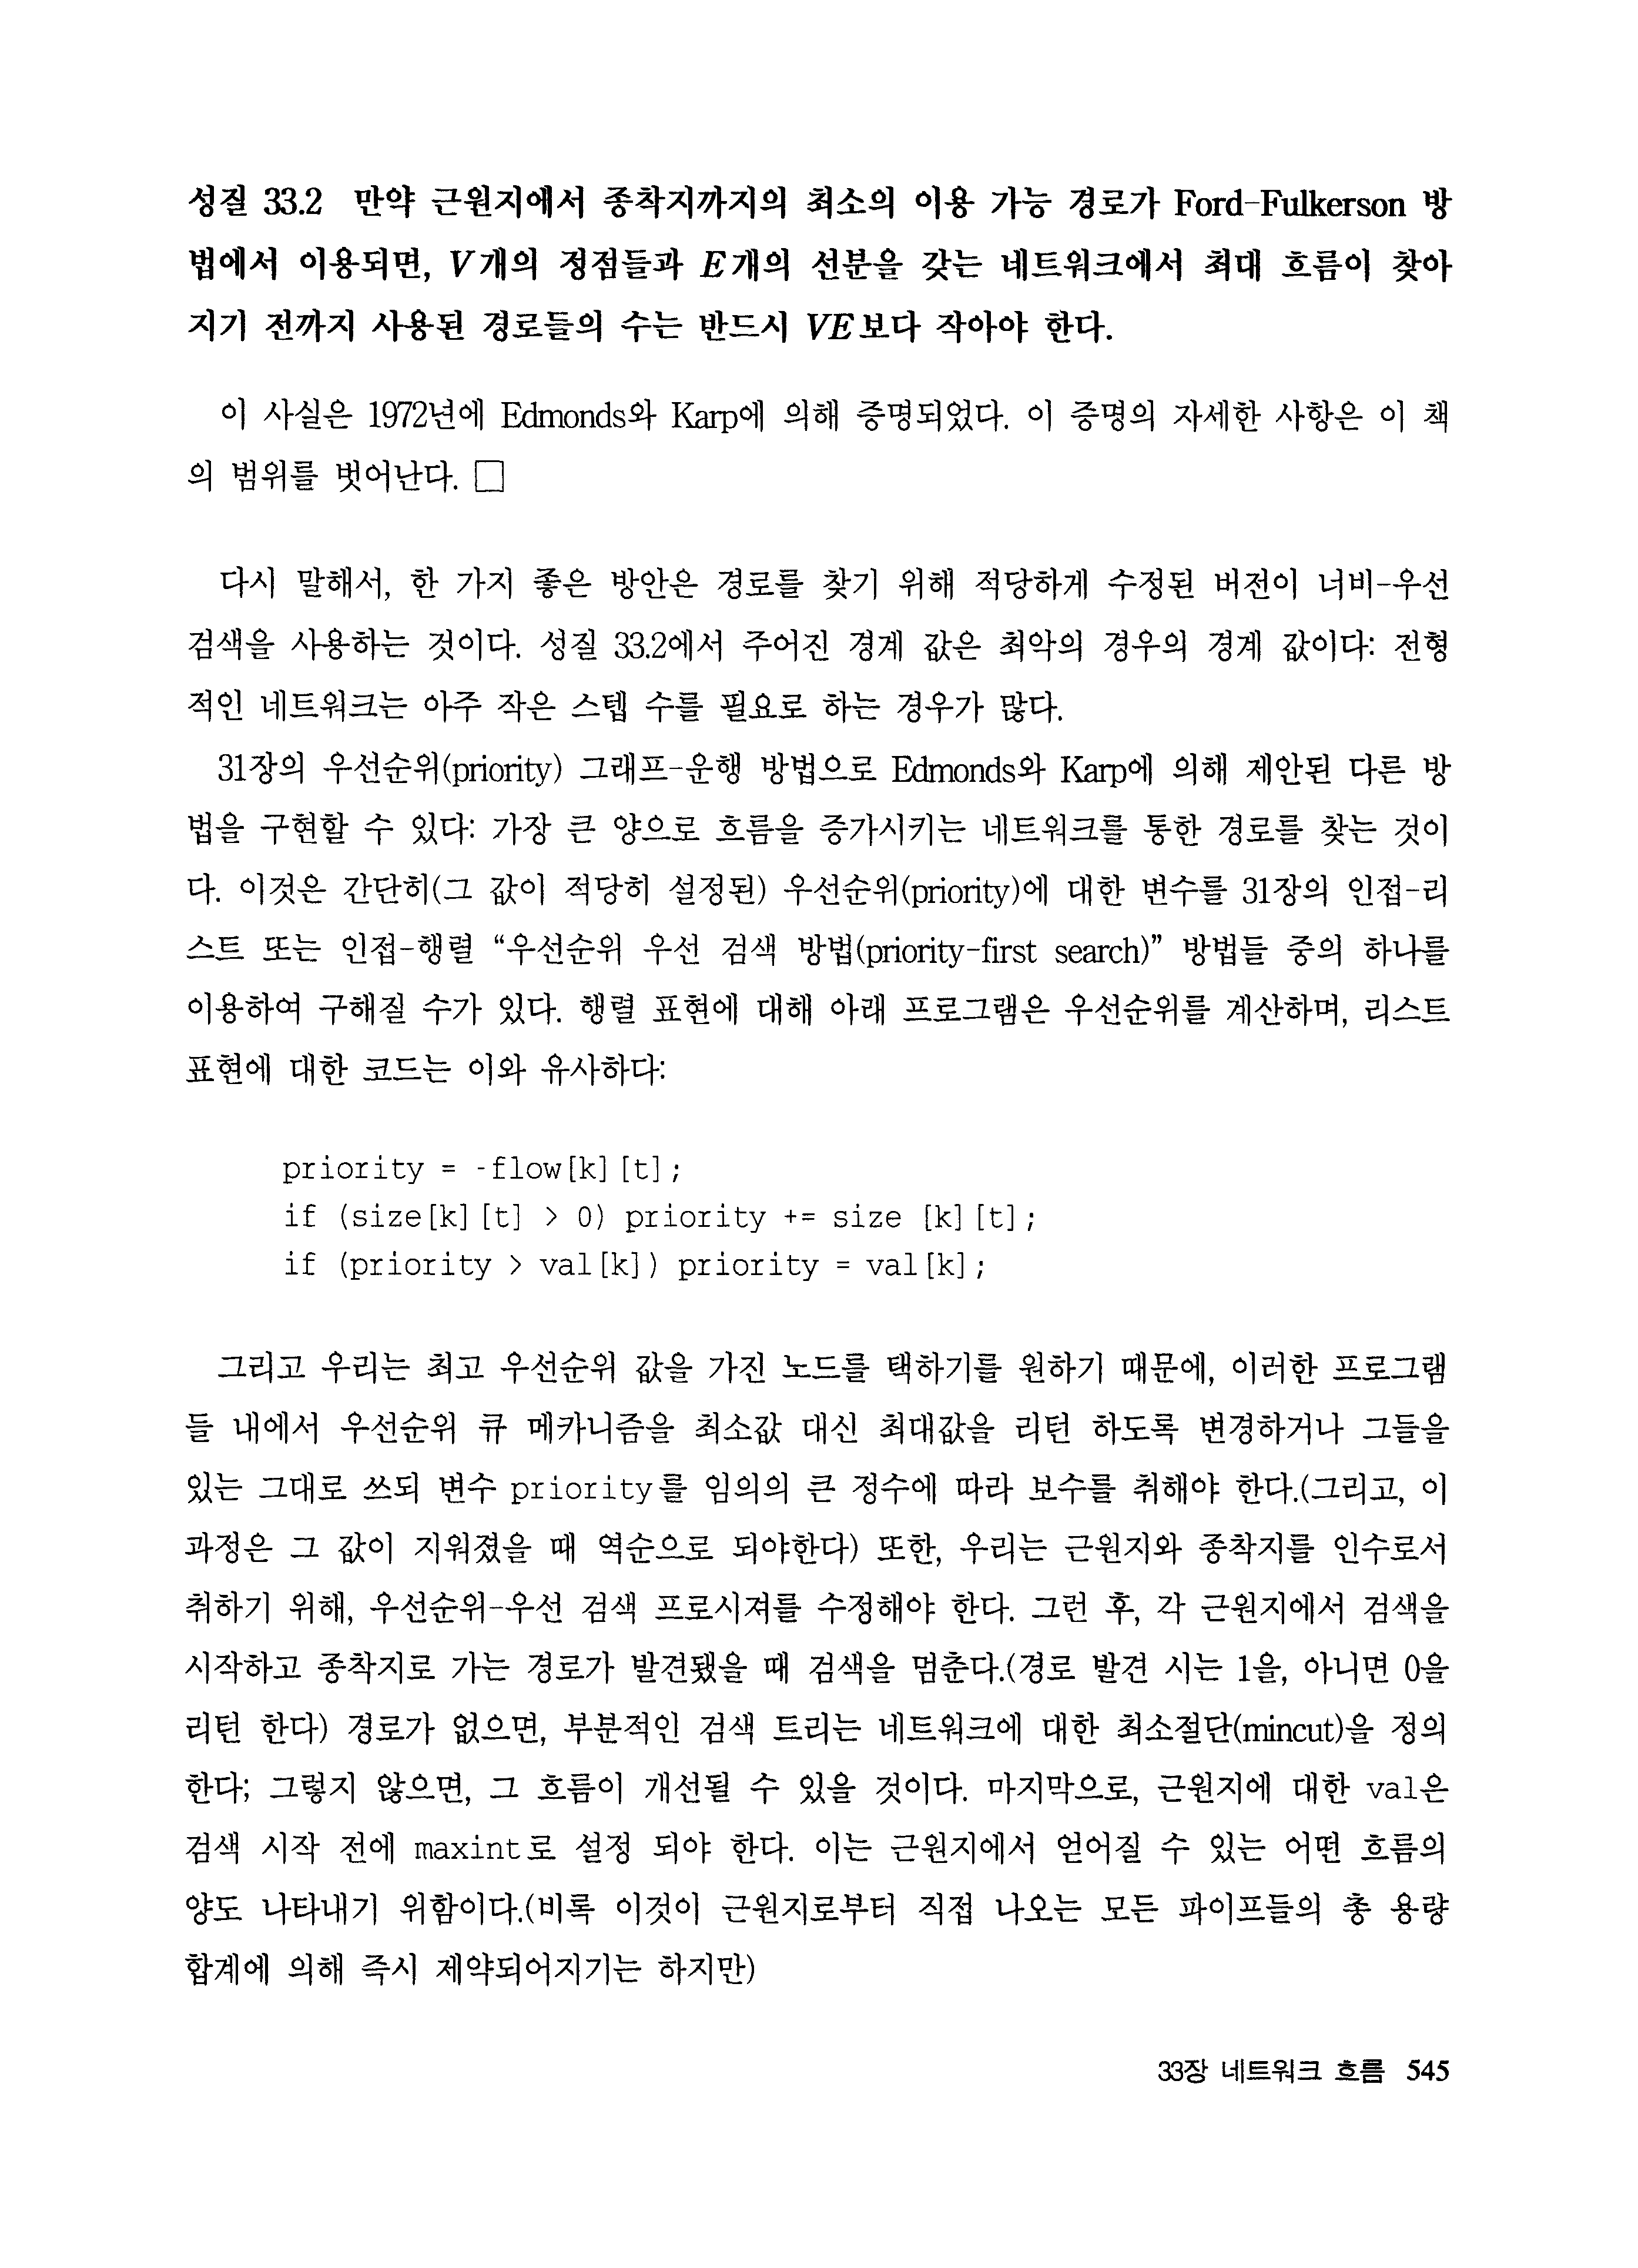 성질 33.2 만약 근원지에서 종착지까지의 최소의 이용 가능 경로가 Ford-Fulkerson 방
법에서 이용되면, V개의 정점들과 E개의 선분을 갖는 네트워크에서 최대 흐름이 찾아
지기 전까지 사용된 경로들의 수는 반드시 VE보다 작아야 한다.
이 사실은 1972년에 Edmonds와 Karp에 의해 증명되었다. 이 증명의 자세한 사항은 이 책
의 범위를 벗어난다. □
다시 말해서, 한 가지 좋은 방안은 경로를 찾기 위해 적당하게 수정된 버전이 너비-우선
검색을 사용하는 것이다. 성질 33.2에서 주어진 경계 값은 최악의 경우의 경계 값이다: 전형
적인 네트워크는 아주 작은 스텝 수를 필요로 하는 경우가 많다.
31장의 우선순위(priority) 그래프-운행 방법으로 Edmonds와 Karp에 의해 제안된 다른 방
법을 구현할 수 있다: 가장 큰 양으로 흐름을 증가시키는 네트워크를 통한 경로를 찾는 것이
다. 이것은 간단히(그 값이 적당히 설정된) 우선순위(priority)에 대한 변수를 31장의 인접-리
스트 또는 인접-행렬 “우선순위 우선 검색 방법(priority-first search)” 방법들 중의 하나를
이용하여 구해질 수가 있다. 행렬 표현에 대해 아래 프로그램은 우선순위를 계산하며, 리스트
표현에 대한 코드는 이와 유사하다:
priority = -flow[k][t];
if (size[k][t] > 0) priority += size [k][t];
if (priority > val[k]) priority = val[k];
그리고 우리는 최고 우선순위 값을 가진 노드를 택하기를 원하기 때문에, 이러한 프로그램
들 내에서 우선순위 큐 메카니즘을 최소값 대신 최대값을 리턴 하도록 변경하거나 그들을
있는 그대로 쓰되 변수 priority를 임의의 큰 정수에 따라 보수를 취해야 한다.(그리고, 이
과정은 그 값이 지워졌을 때 역순으로 되야한다) 또한, 우리는 근원지와 종착지를 인수로서
취하기 위해, 우선순위-우선 검색 프로시져를 수정해야 한다. 그런 후, 각 근원지에서 검색을
시작하고 종착지로 가는 경로가 발견됐을 때 검색을 멈춘다.(경로 발견 시는 1을, 아니면 0을
리턴 한다) 경로가 없으면, 부분적인 검색 트리는 네트워크에 대한 최소절단(mincut)을 정의
한다; 그렇지 않으면, 그 흐름이 개선될 수 있을 것이다. 마지막으로, 근원지에 대한 val은
검색 시작 전에 maxint로 설정 되야 한다. 이는 근원지에서 얻어질 수 있는 어떤 흐름의
양도 나타내기 위함이다.(비록 이것이 근원지로부터 직접 나오는 모든 파이프들의 총 용량
합계에 의해 즉시 제약되어지기는 하지만)
33장 네트워크 흐름 545